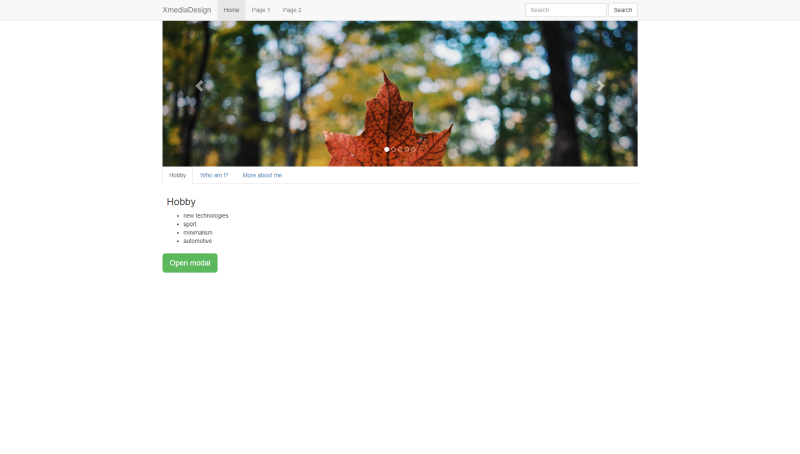 XmediaDesign Home Page 1 Page 2 Search Search
Hobby Who am I? More about me
Hobby
new technologies
sport
minimalism
automotive
Open modal